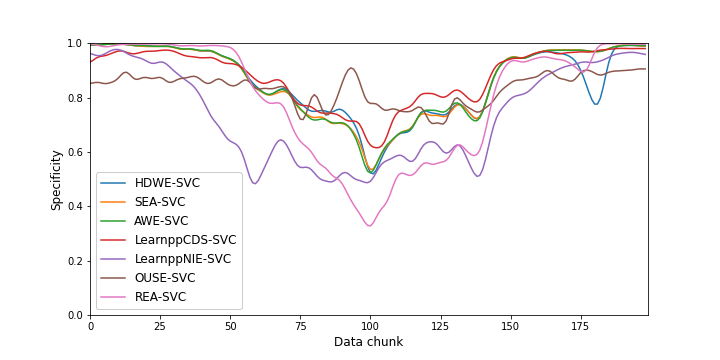 1.0
0.8
0.6
0.4
0.2
0.0
Specificity
HDWE-SVC
SEA-SVC
AWE-SVC
LearnppCDS-SVC
LearnppNIE-SVC
OUSE-SVC
REA-SVC
0 25 50 75 100 125 150 175
Data chunk